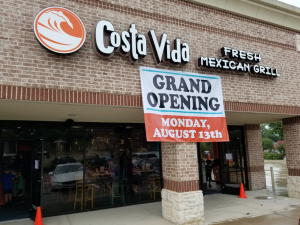 Costa Vida
FRESH
MEXICAN GRILL
GRAND
OPENING
MONDAY,
AUGUST 13th